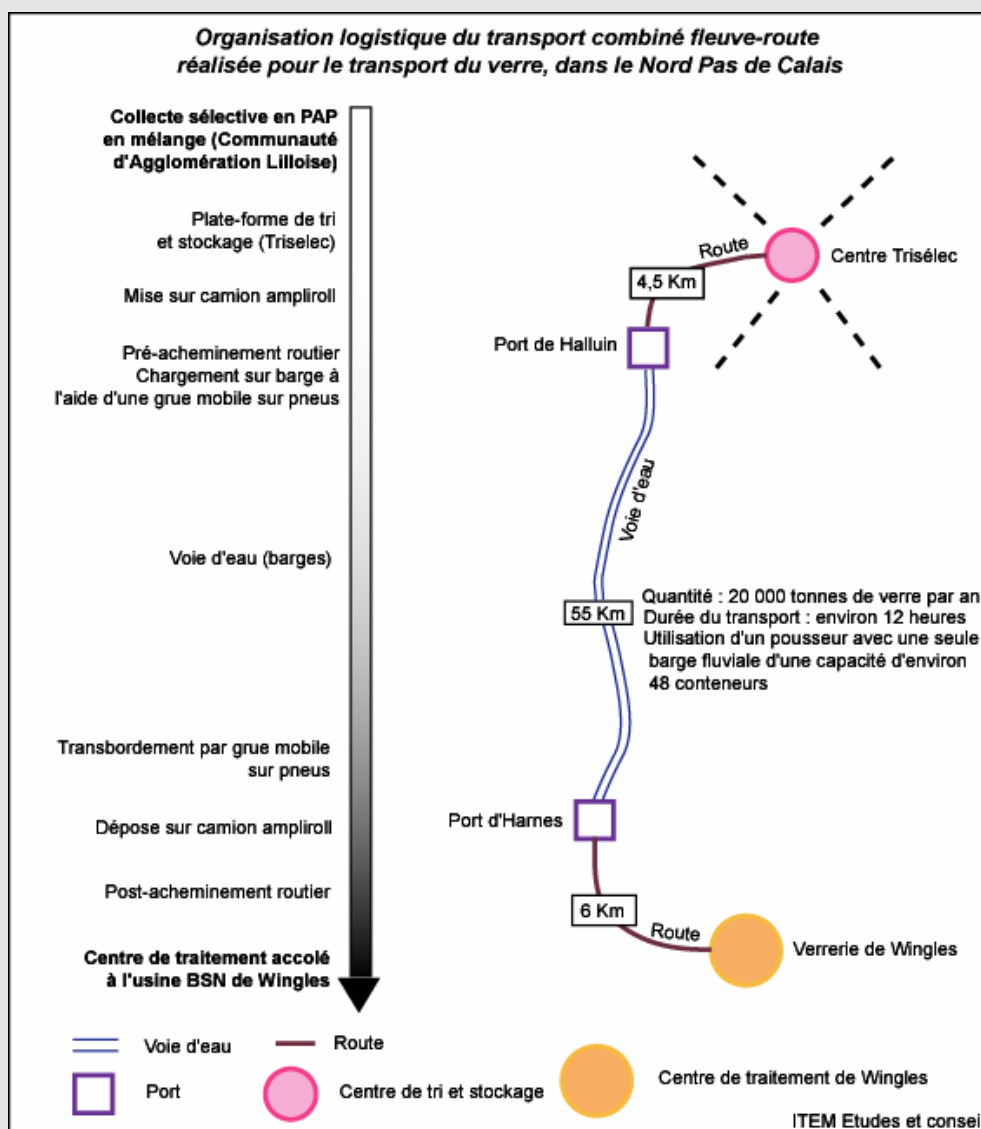 Organisation logistique du transport combiné fleuve-route
réalisée pour le transport du verre, dans le Nord Pas de Calais
Collecte sélective en PAP
en mélange (Communauté
d'Agglomération Lilloise)
Plate-forme de tri
et stockage (Triselec)
Mise sur camion ampliroll
Pré-acheminement routier
Chargement sur barge à
l'aide d'une grue mobile sur pneus
Voie d'eau (barges)
Transbordement par grue mobile
sur pneus
Dépose sur camion ampliroll
Post-acheminement routier
Centre de traitement accolé
à l'usine BSN de Wingles
Route
Centre Trisélec
4,5 Km
Port de Halluin
Voie d'eau
55 Km
Quantité : 20 000 tonnes de verre par an
Durée du transport : environ 12 heures
Utilisation d'un pousseur avec une seule
barge fluviale d'une capacité d'environ
48 conteneurs
Port d'Harnes
6 Km
Route
Verrerie de Wingles
Voie d'eau
Route
Port
Centre de tri et stockage
Centre de traitement de Wingles
ITEM Etudes et consei